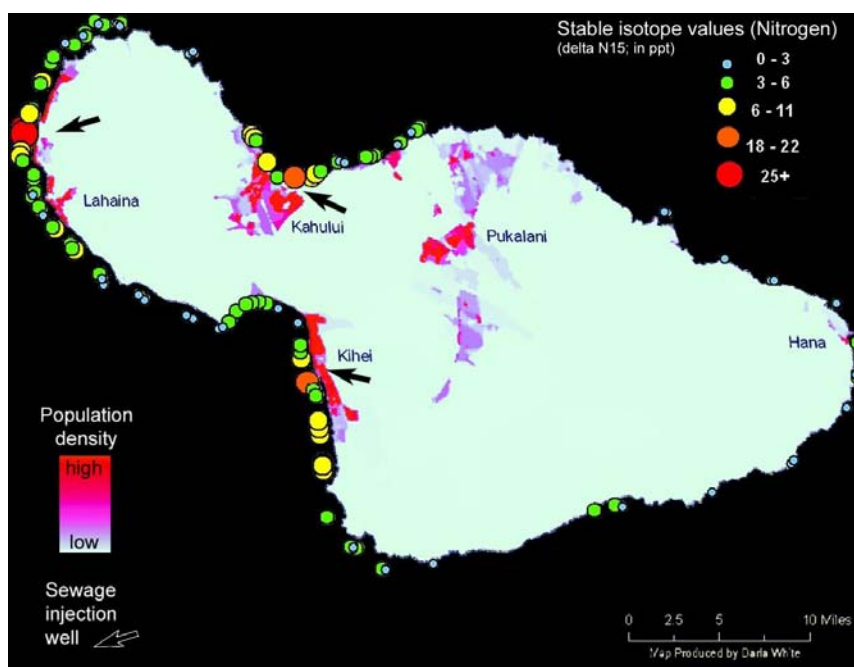 Stable isotope values (Nitrogen)
(delta N15; in ppt)
0 - 3
3 - 6
6 - 11
18 - 22
25+
Lahaina
Kahului
Pukalani
Kihei
Hana
Population
density
high
low
Sewage
injection
well
0 2.5 5 10 Miles
Map Produced by Darla White